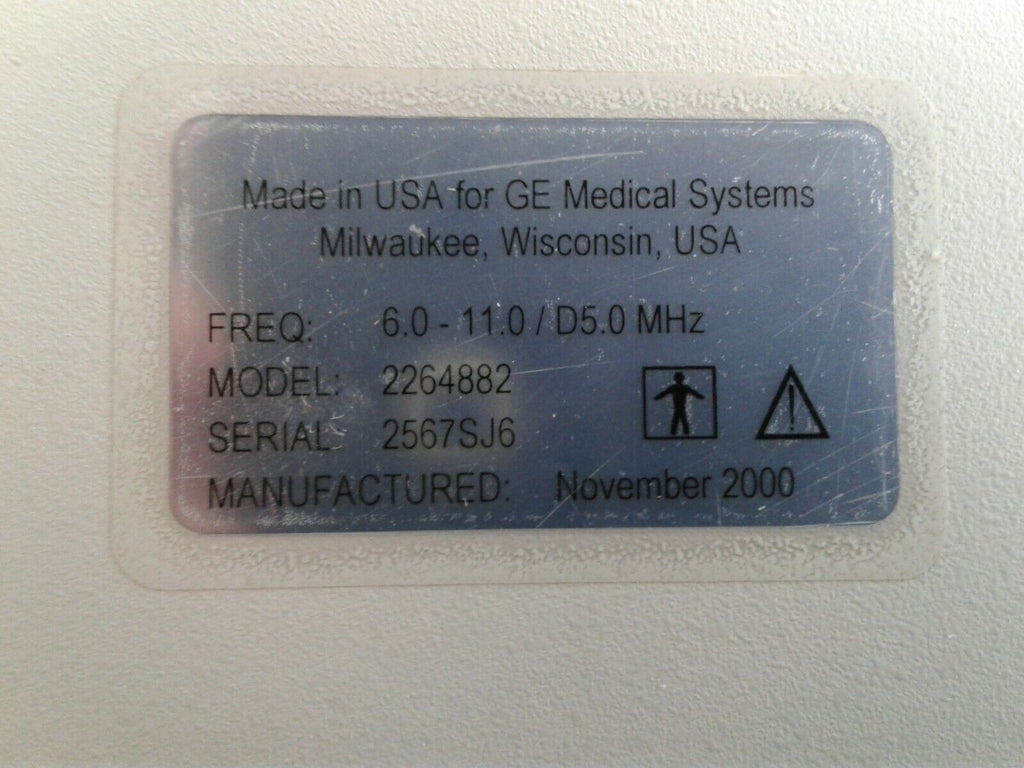 Made in USA for GE Medical Systems
Milwaukee, Wisconsin, USA
FREQ: 6.0 - 11.0 / D5.0 MHz
MODEL: 2264882
SERIAL: 2567SJ6
MANUFACTURED: November 2000